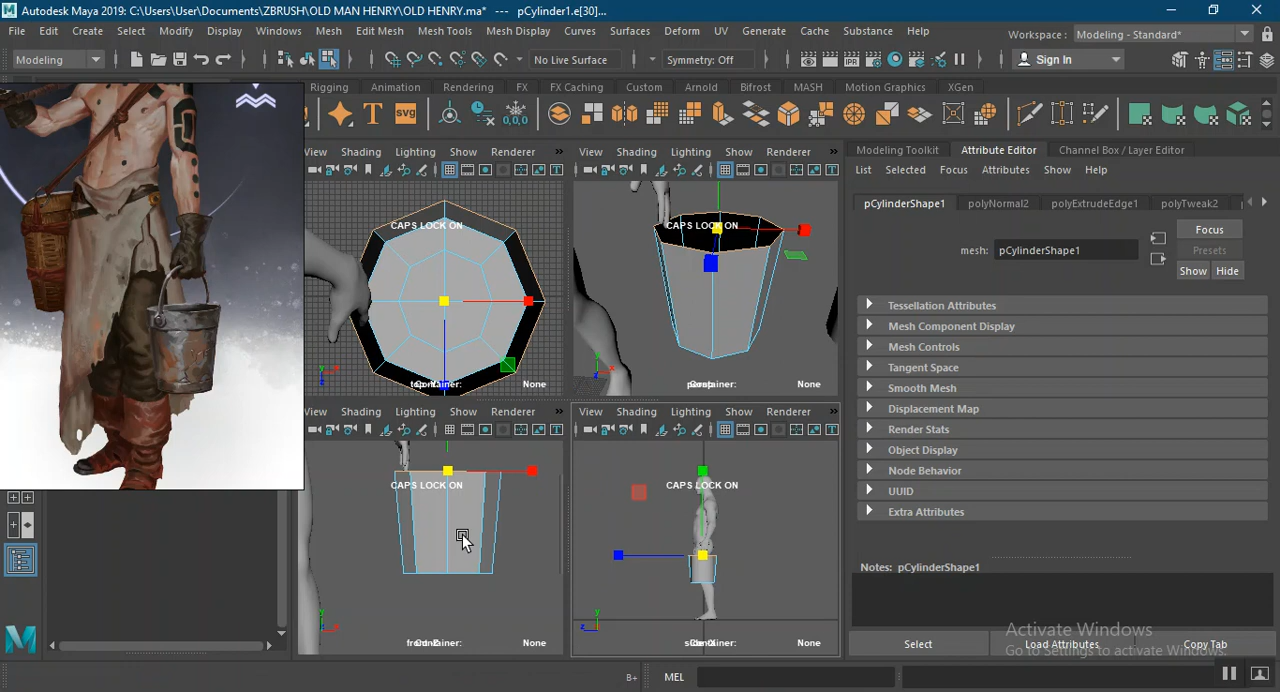 Autodesk Maya 2019: C:\Users\User\Documents\ZBRUSH\OLD MAN HENRY\OLD HENRY.ma* --- pCylinder1.e[30]...
File Edit Create Select Modify Display Windows Mesh Edit Mesh Mesh Tools Mesh Display Curves Surfaces Deform UV Generate Cache Substance Help
Workspace : Modeling - Standard*
Modeling No Live Surface Symmetry: Off Sign In
Rigging Animation Rendering FX FX Caching Custom Arnold Bifrost MASH Motion Graphics XGen
svg 0,0,0
View Shading Lighting Show Renderer »
View Shading Lighting Show Renderer »
Modeling Toolkit Attribute Editor Channel Box / Layer Editor
List Selected Focus Attributes Show Help
pCylinderShape1 polyNormal2 polyExtrudeEdge1 polyTweak2
CAPS LOCK ON
CAPS LOCK ON
Focus
mesh: pCylinderShape1
Presets
Show Hide
Tessellation Attributes
Mesh Component Display
Mesh Controls
Tangent Space
Smooth Mesh
Displacement Map
Render Stats
Object Display
Node Behavior
UUID
Extra Attributes
None
None
View Shading Lighting Show Renderer »
View Shading Lighting Show Renderer »
CAPS LOCK ON
CAPS LOCK ON
None
None
Notes: pCylinderShape1
Activate Windows
Go to Settings to activate Windows.
Select Load Attributes Copy Tab
B+ MEL